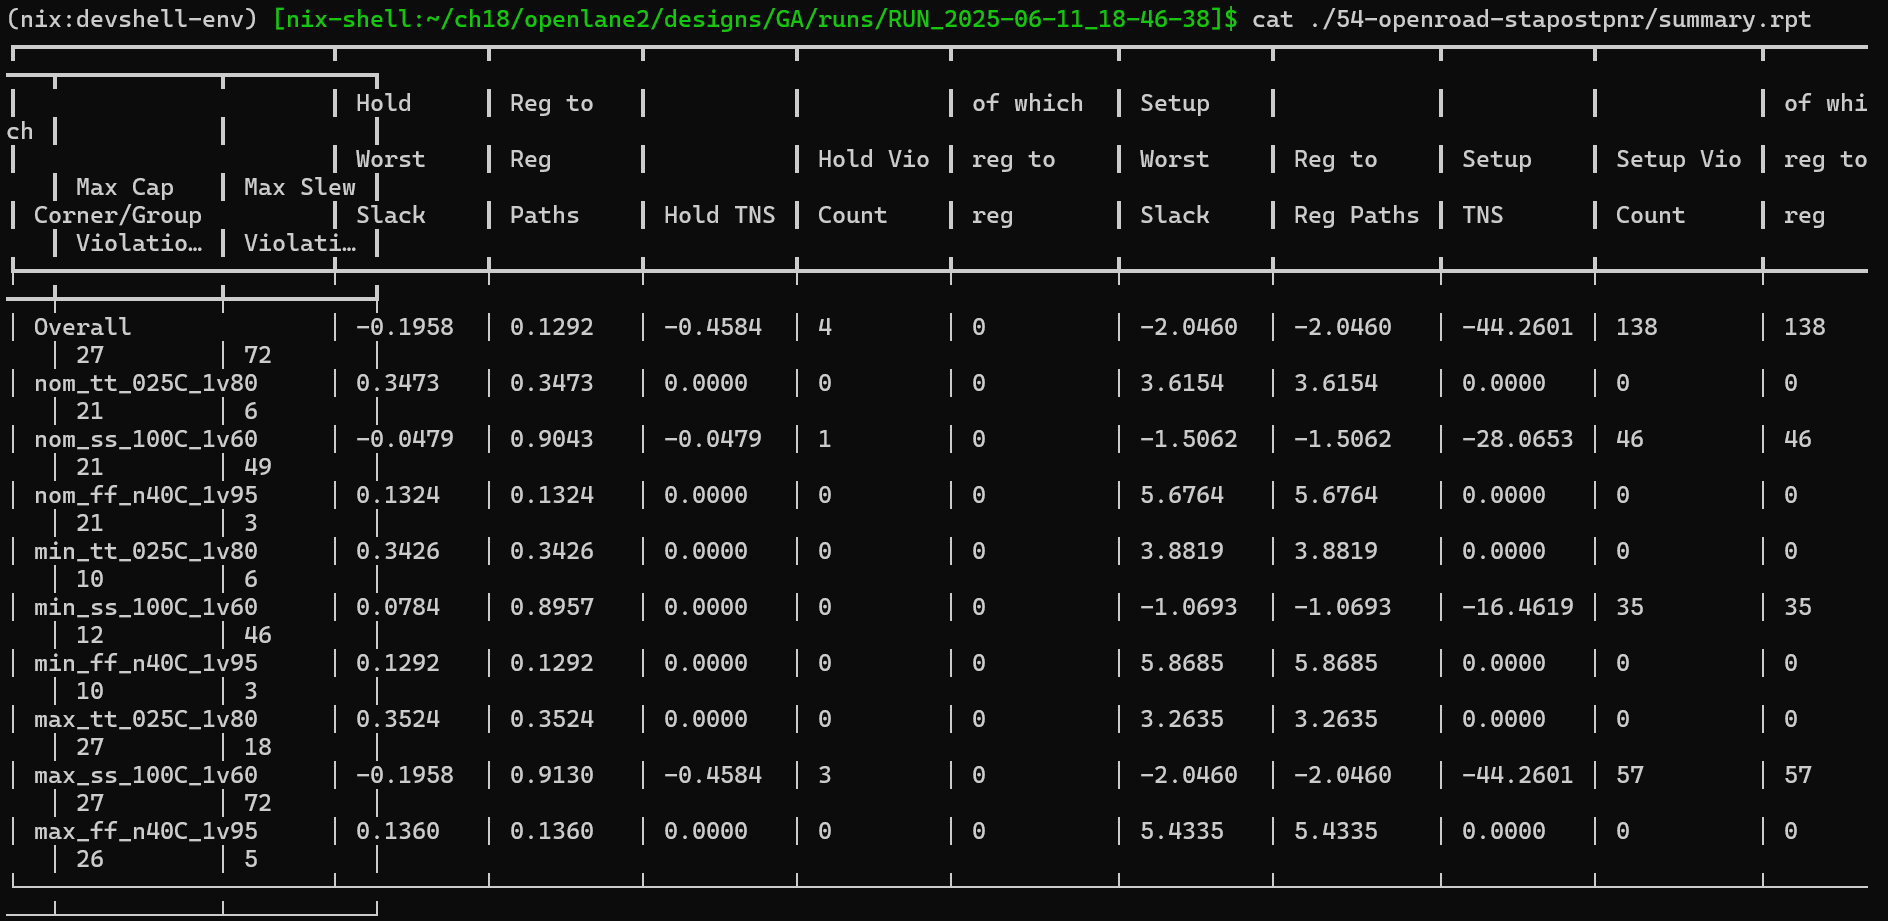 (nix:devshell-env) [nix-shell:~/ch18/openlane2/designs/GA/runs/RUN_2025-06-11_18-46-38]$ cat ./54-openroad-stapostpnr/summary.rpt
Hold Reg to of which Setup of whi
ch
Worst Reg Hold Vio reg to Worst Reg to Setup Setup Vio reg to
Max Cap Max Slew
Corner/Group Slack Paths Hold TNS Count reg Slack Reg Paths TNS Count reg
Violatio… Violati…
Overall -0.1958 0.1292 -0.4584 4 0 -2.0460 -2.0460 -44.2601 138 138
27 72
nom_tt_025C_1v80 0.3473 0.3473 0.0000 0 0 3.6154 3.6154 0.0000 0 0
21 6
nom_ss_100C_1v60 -0.0479 0.9043 -0.0479 1 0 -1.5062 -1.5062 -28.0653 46 46
21 49
nom_ff_n40C_1v95 0.1324 0.1324 0.0000 0 0 5.6764 5.6764 0.0000 0 0
21 3
min_tt_025C_1v80 0.3426 0.3426 0.0000 0 0 3.8819 3.8819 0.0000 0 0
10 6
min_ss_100C_1v60 0.0784 0.8957 0.0000 0 0 -1.0693 -1.0693 -16.4619 35 35
12 46
min_ff_n40C_1v95 0.1292 0.1292 0.0000 0 0 5.8685 5.8685 0.0000 0 0
10 3
max_tt_025C_1v80 0.3524 0.3524 0.0000 0 0 3.2635 3.2635 0.0000 0 0
27 18
max_ss_100C_1v60 -0.1958 0.9130 -0.4584 3 0 -2.0460 -2.0460 -44.2601 57 57
27 72
max_ff_n40C_1v95 0.1360 0.1360 0.0000 0 0 5.4335 5.4335 0.0000 0 0
26 5